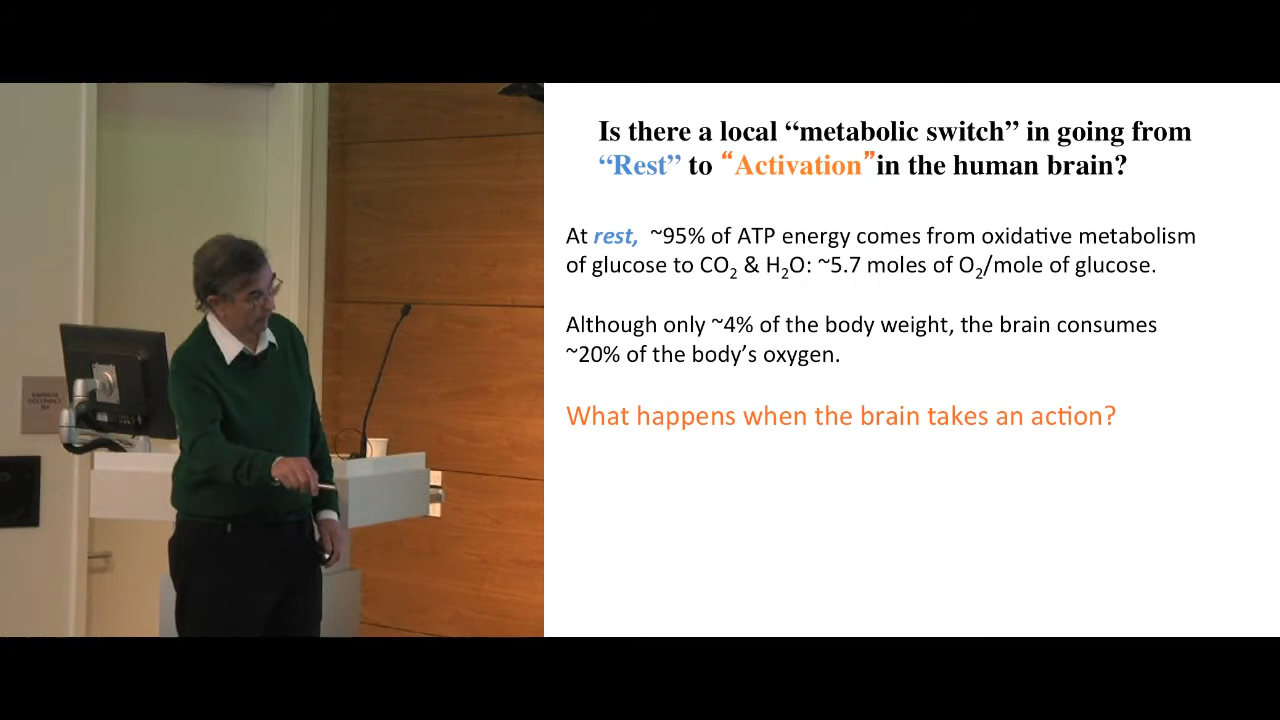 Is there a local “metabolic switch” in going from
“Rest” to “Activation”in the human brain?
At rest, ~95% of ATP energy comes from oxidative metabolism
of glucose to CO₂ & H₂O: ~5.7 moles of O₂/mole of glucose.
Although only ~4% of the body weight, the brain consumes
~20% of the body’s oxygen.
What happens when the brain takes an action?
MAXIMUM
OCCUPANCY